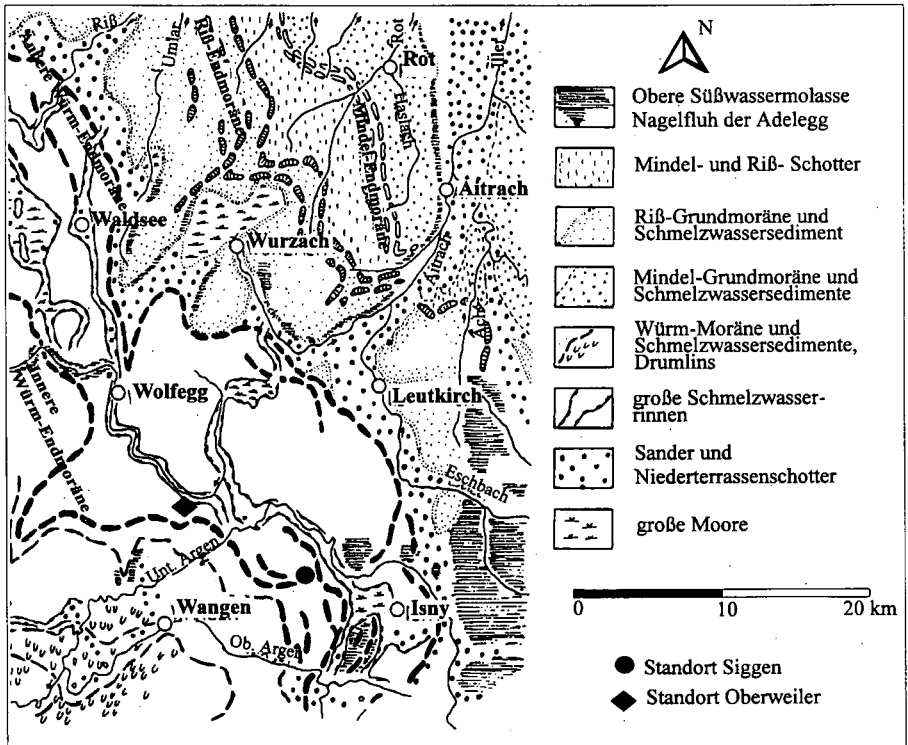 Riß
Umlar
Riß-Endmoräne
Rot
Rot
Haslach
Iller
Äußere Würm-Endmoräne
Mindel-Endmoräne
Aitrach
Aitrach
Waldsee
Wurzach
Ach
Wolfegg
Leutkirch
Innere
Würm-Endmoräne
Eschbach
Unt. Argen
Wangen
Isny
Ob. Argen
N
Obere Süßwassermolasse
Nagelfluh der Adelegg
Mindel- und Riß- Schotter
Riß-Grundmoräne und
Schmelzwassersediment
Mindel-Grundmoräne und
Schmelzwassersedimente
Würm-Moräne und
Schmelzwassersedimente,
Drumlins
große Schmelzwasser-
rinnen
Sander und
Niederterrassenschotter
große Moore
0 10 20 km
Standort Siggen
Standort Oberweiler